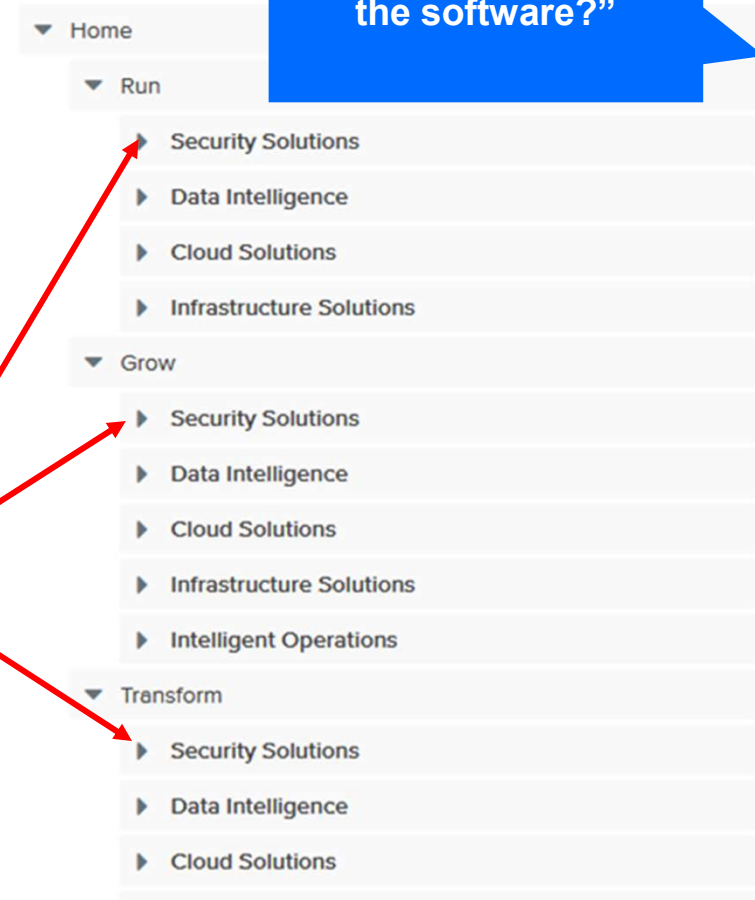 the software?”
Home
Run
Security Solutions
Data Intelligence
Cloud Solutions
Infrastructure Solutions
Grow
Security Solutions
Data Intelligence
Cloud Solutions
Infrastructure Solutions
Intelligent Operations
Transform
Security Solutions
Data Intelligence
Cloud Solutions